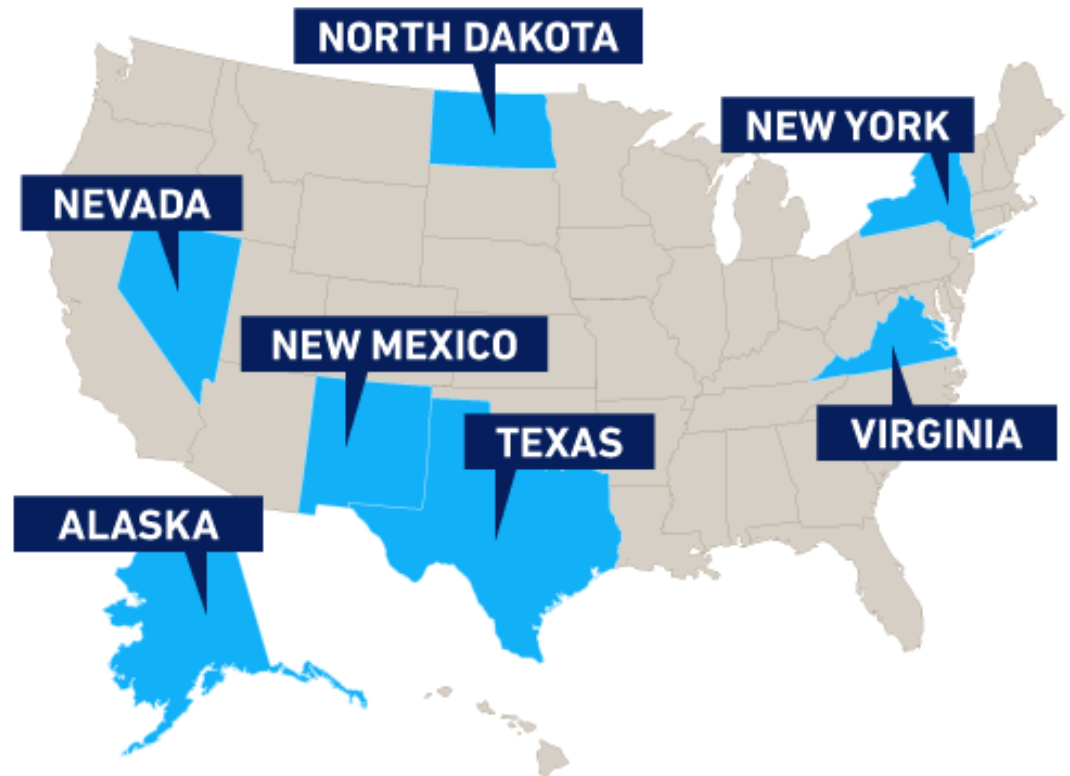 NORTH DAKOTA
NEW YORK
NEVADA
NEW MEXICO
TEXAS
VIRGINIA
ALASKA